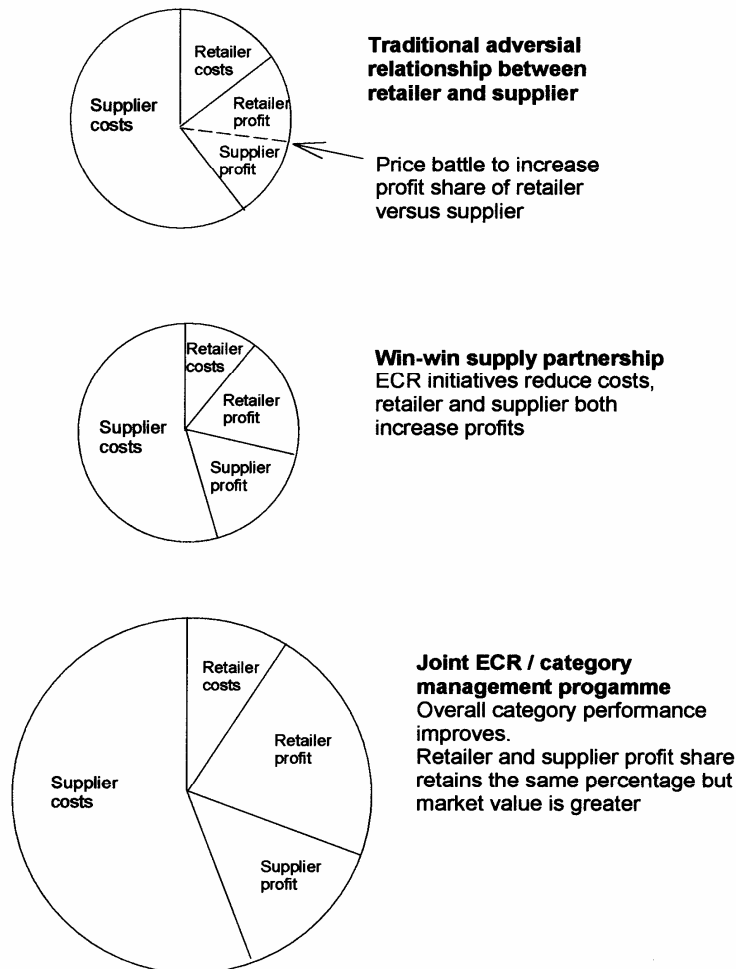 Retailer
costs
Supplier
costs
Retailer
profit
Supplier
profit
Traditional adversial
relationship between
retailer and supplier
Price battle to increase
profit share of retailer
versus supplier
Retailer
costs
Retailer
profit
Supplier
costs
Supplier
profit
Win-win supply partnership
ECR initiatives reduce costs,
retailer and supplier both
increase profits
Retailer
costs
Retailer
profit
Supplier
costs
Supplier
profit
Joint ECR / category
management progamme
Overall category performance
improves.
Retailer and supplier profit share
retains the same percentage but
market value is greater